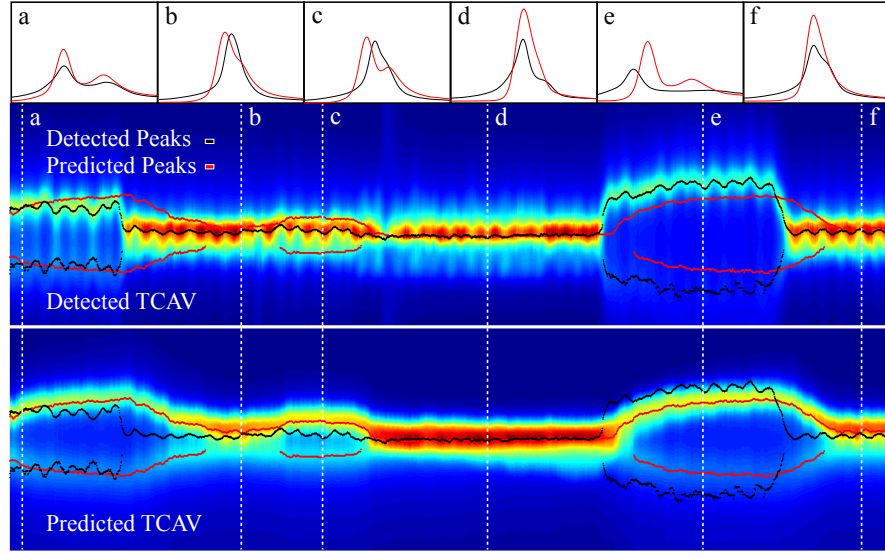 a b c d e f
a b c d e f
Detected Peaks
Predicted Peaks
Detected TCAV
Predicted TCAV